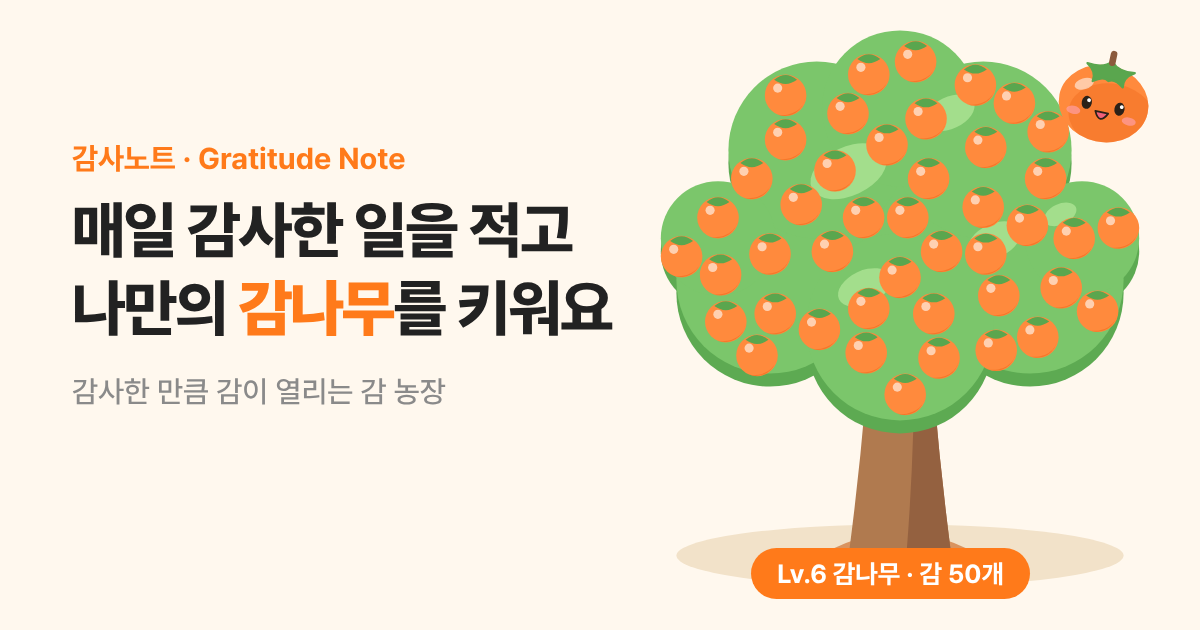 감사노트 · Gratitude Note
매일 감사한 일을 적고
나만의 감나무를 키워요
감사한 만큼 감이 열리는 감 농장
Lv.6 감나무 · 감 50개